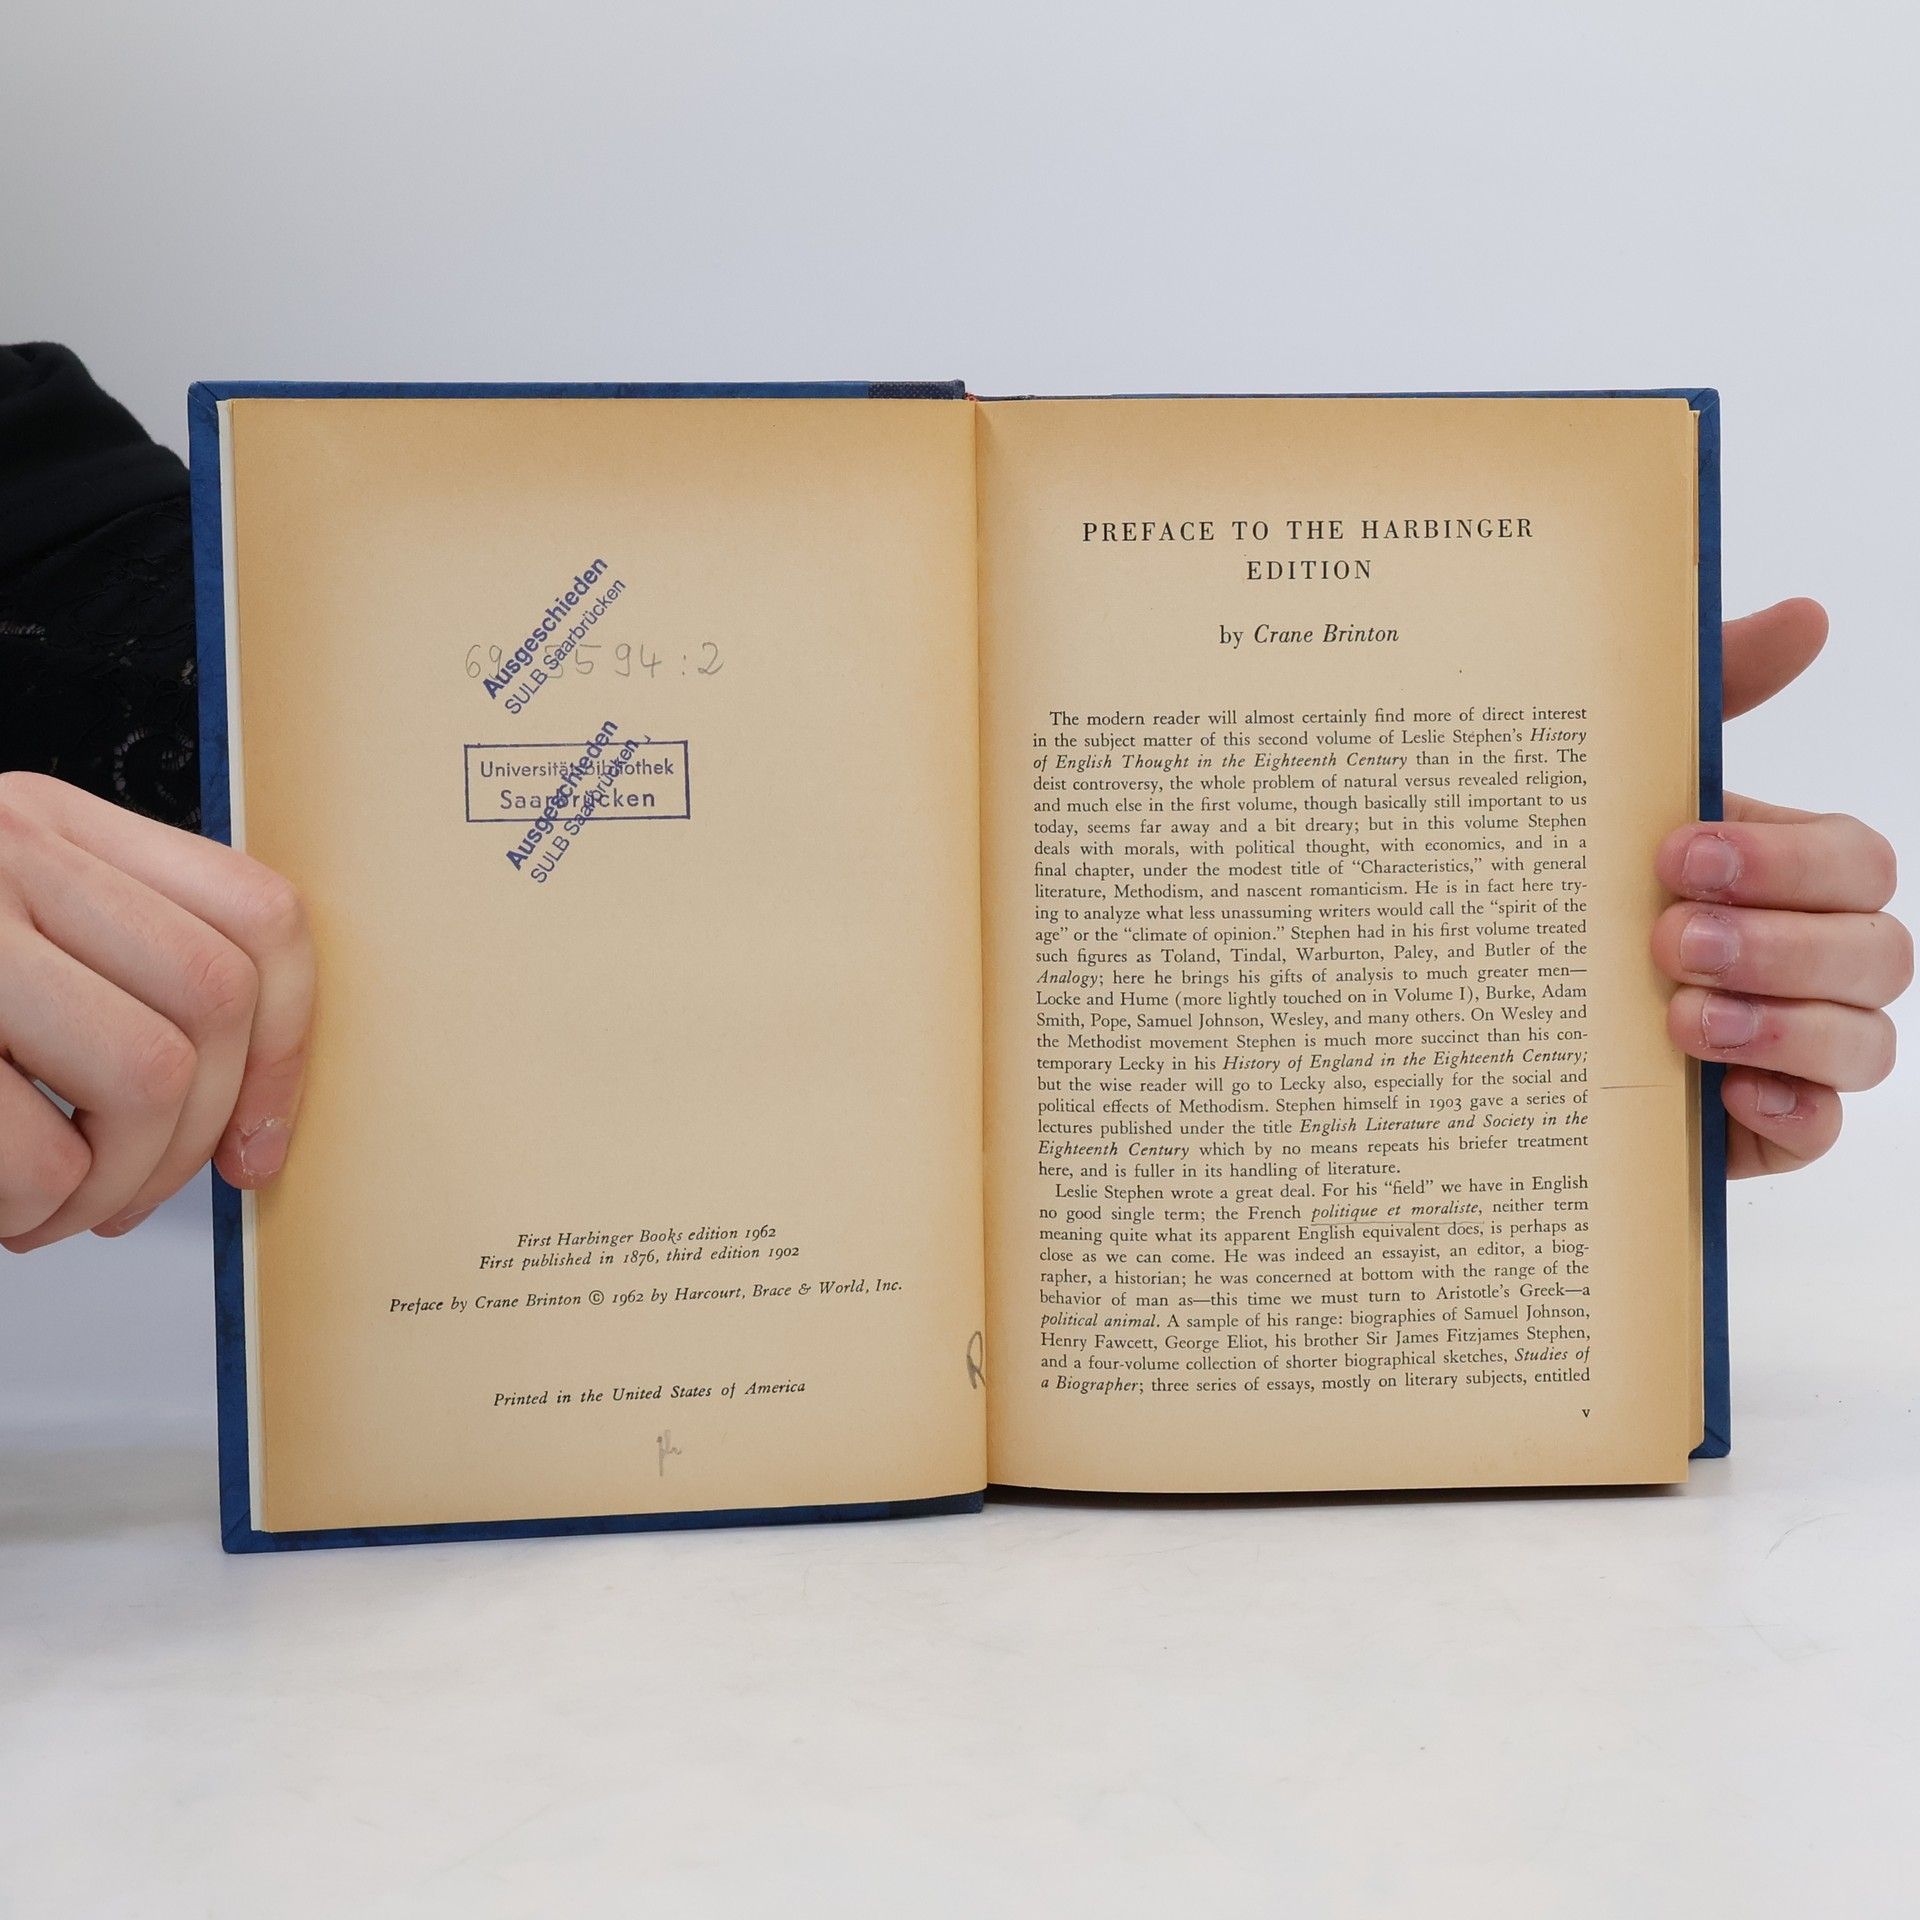 Ausgeschieden
SULB Saarbrücken
94:2
Universitätsbibliothek
Saarbrücken
Ausgeschieden
SULB Saarbrücken
First Harbinger Books edition 1962
First published in 1876, third edition 1902
Preface by Crane Brinton © 1962 by Harcourt, Brace & World, Inc.
Printed in the United States of America
R
PREFACE TO THE HARBINGER
EDITION
by Crane Brinton
The modern reader will almost certainly find more of direct interest
in the subject matter of this second volume of Leslie Stephen's History
of English Thought in the Eighteenth Century than in the first. The
deist controversy, the whole problem of natural versus revealed religion,
and much else in the first volume, though basically still important to us
today, seems far away and a bit dreary; but in this volume Stephen
deals with morals, with political thought, with economics, and in a
final chapter, under the modest title of “Characteristics,” with general
literature, Methodism, and nascent romanticism. He is in fact here try-
ing to analyze what less unassuming writers would call the “spirit of the
age” or the “climate of opinion.” Stephen had in his first volume treated
such figures as Toland, Tindal, Warburton, Paley, and Butler of the
Analogy; here he brings his gifts of analysis to much greater men—
Locke and Hume (more lightly touched on in Volume I), Burke, Adam
Smith, Pope, Samuel Johnson, Wesley, and many others. On Wesley and
the Methodist movement Stephen is much more succinct than his con-
temporary Lecky in his History of England in the Eighteenth Century;
but the wise reader will go to Lecky also, especially for the social and
political effects of Methodism. Stephen himself in 1903 gave a series of
lectures published under the title English Literature and Society in the
Eighteenth Century which by no means repeats his briefer treatment
here, and is fuller in its handling of literature.
Leslie Stephen wrote a great deal. For his “field” we have in English
no good single term; the French politique et moraliste, neither term
meaning quite what its apparent English equivalent does, is perhaps as
close as we can come. He was indeed an essayist, an editor, a biog-
rapher, a historian; he was concerned at bottom with the range of the
behavior of man as—this time we must turn to Aristotle's Greek—a
political animal. A sample of his range: biographies of Samuel Johnson,
Henry Fawcett, George Eliot, his brother Sir James Fitzjames Stephen,
and a four-volume collection of shorter biographical sketches, Studies of
a Biographer; three series of essays, mostly on literary subjects, entitled
v